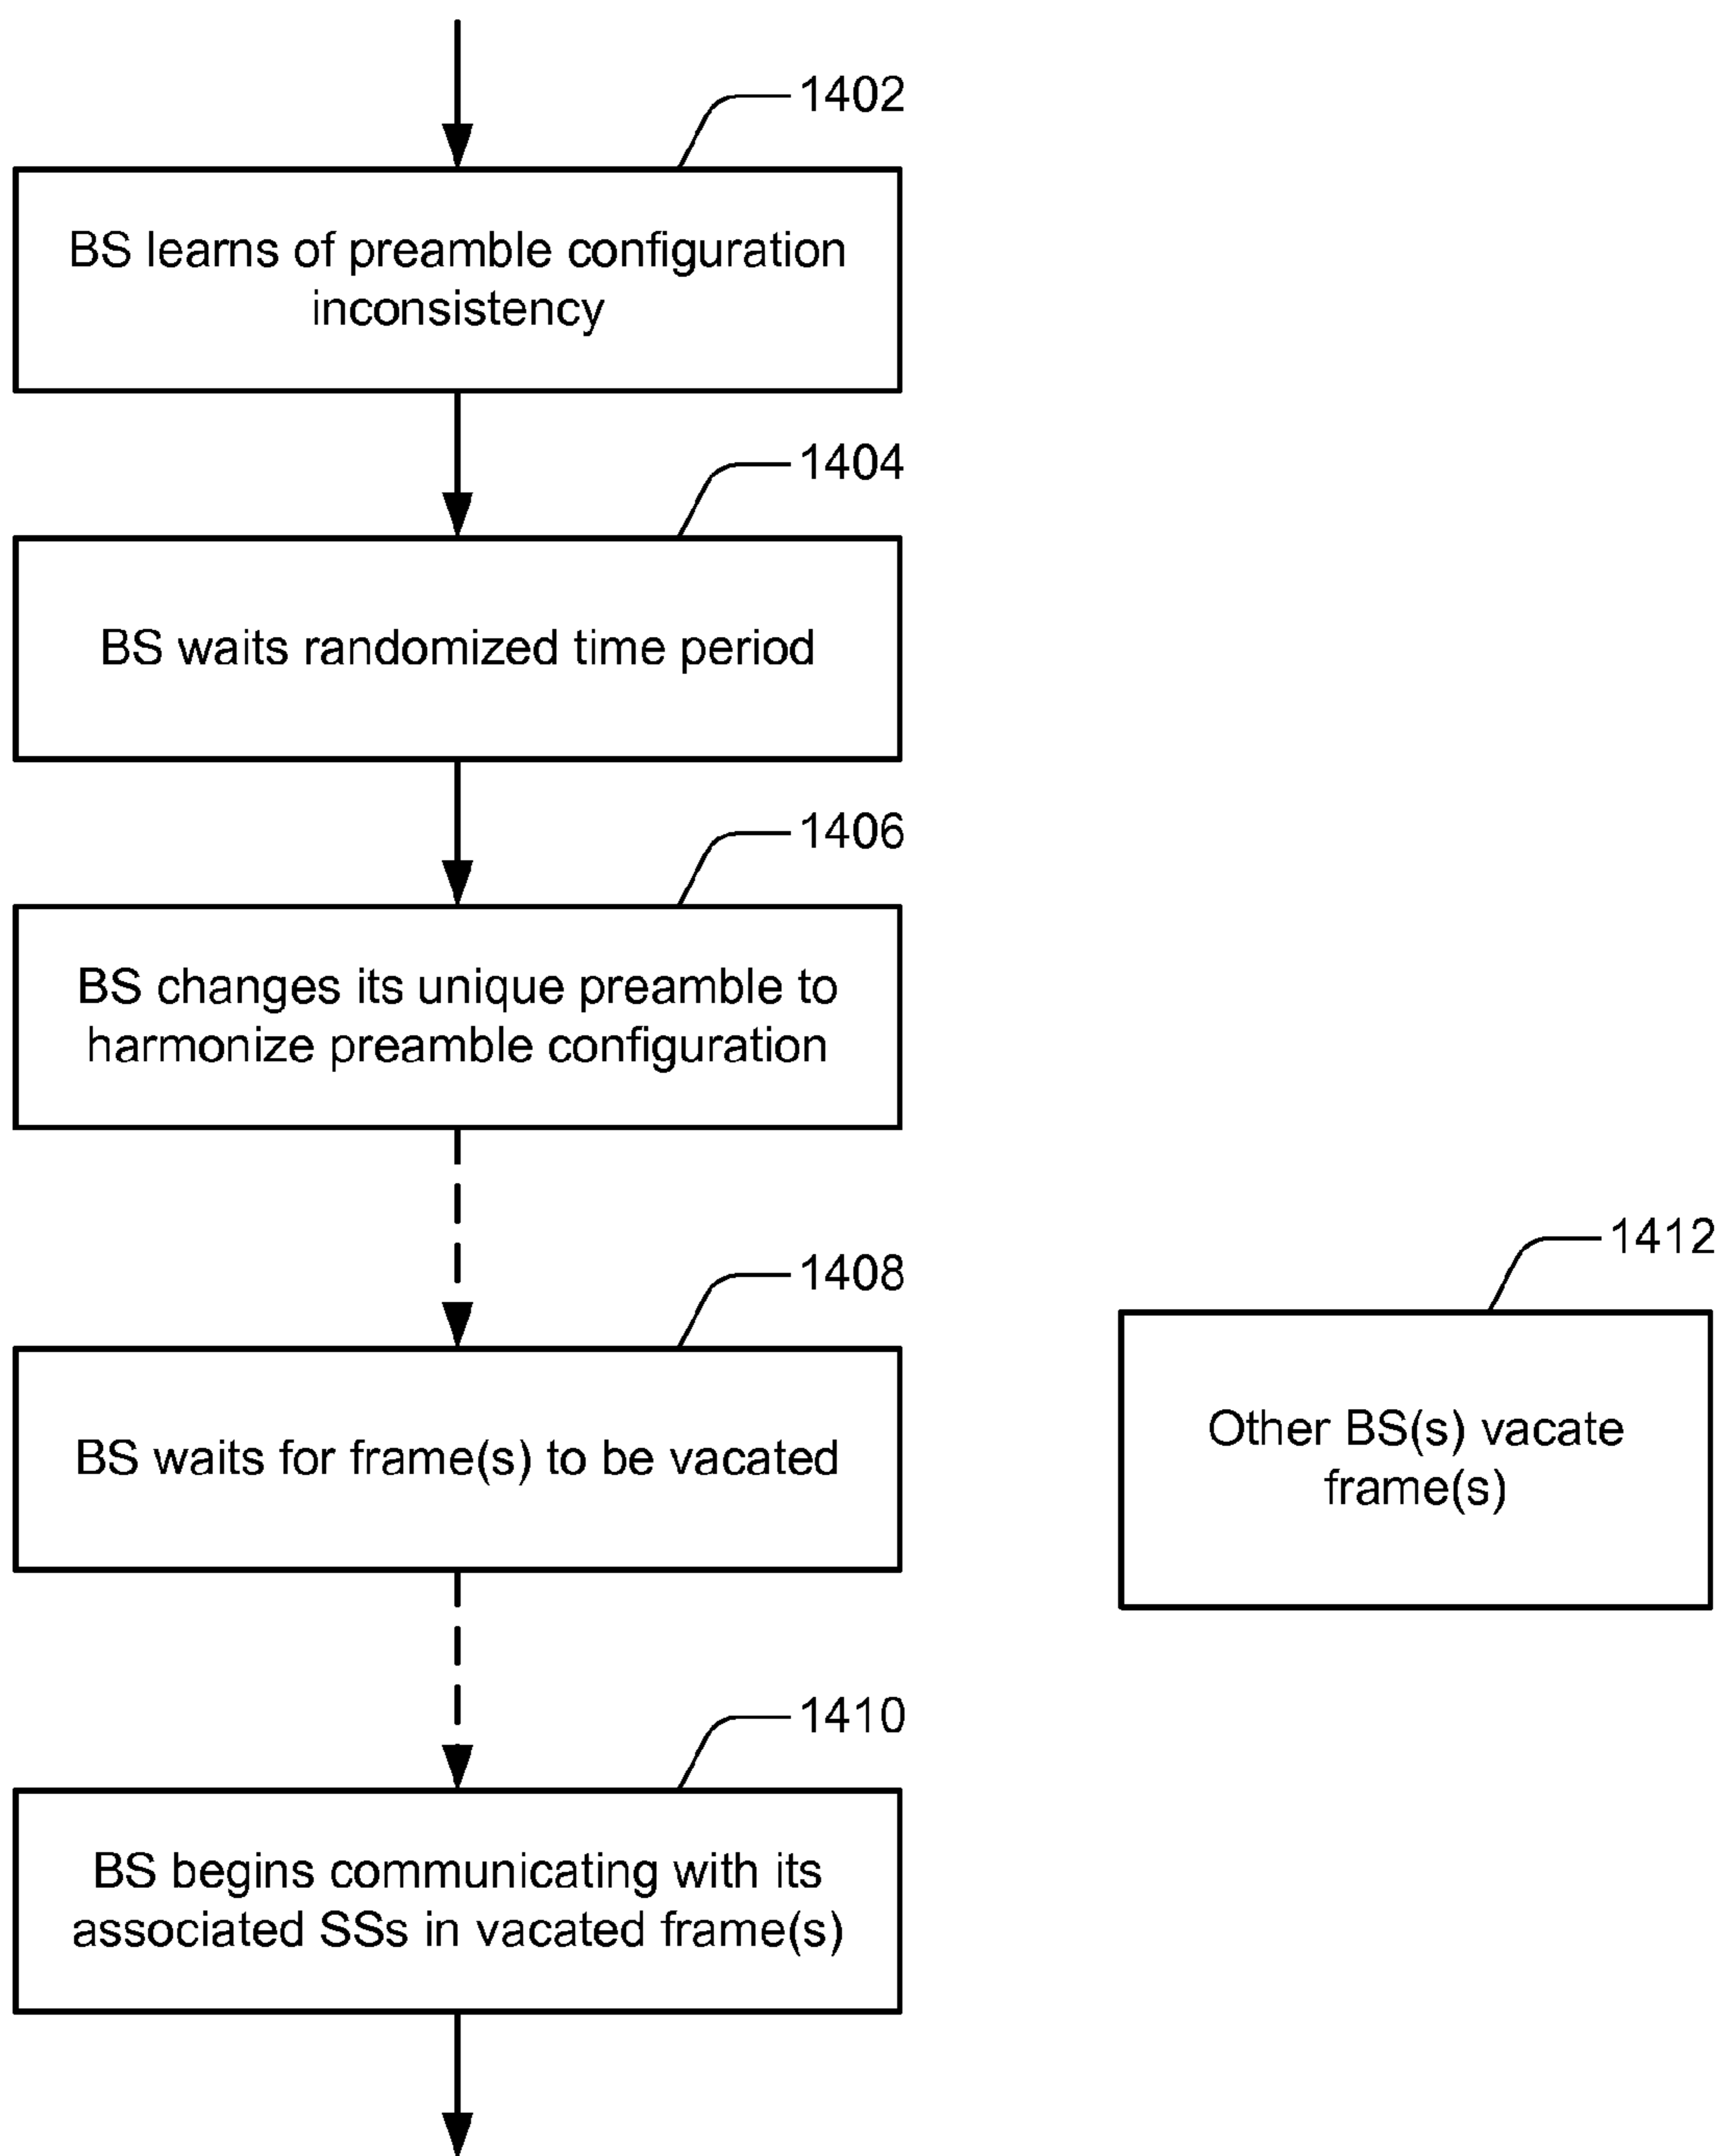 1402
BS learns of preamble configuration
inconsistency
1404
BS waits randomized time period
1406
BS changes its unique preamble to
harmonize preamble configuration
1408
BS waits for frame(s) to be vacated
1412
Other BS(s) vacate
frame(s)
1410
BS begins communicating with its
associated SSs in vacated frame(s)